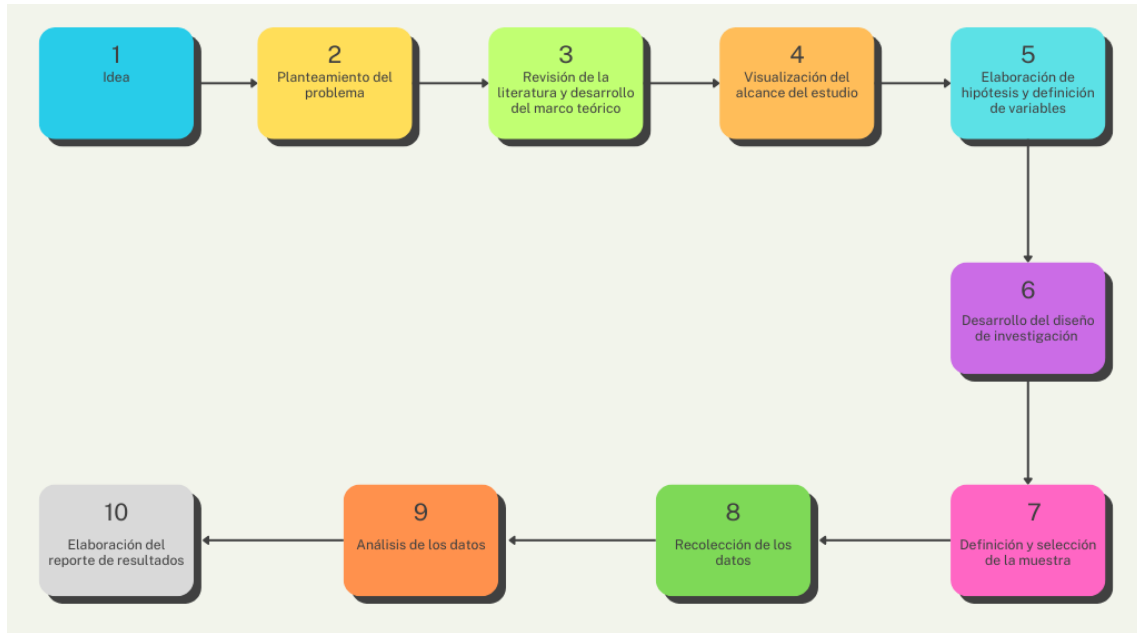 1
Idea
2
Planteamiento del
problema
3
Revisión de la
literatura y desarrollo
del marco teórico
4
Visualización del
alcance del estudio
5
Elaboración de
hipótesis y definición
de variables
6
Desarrollo del diseño
de investigación
7
Definición y selección
de la muestra
8
Recolección de los
datos
9
Análisis de los datos
10
Elaboración del
reporte de resultados